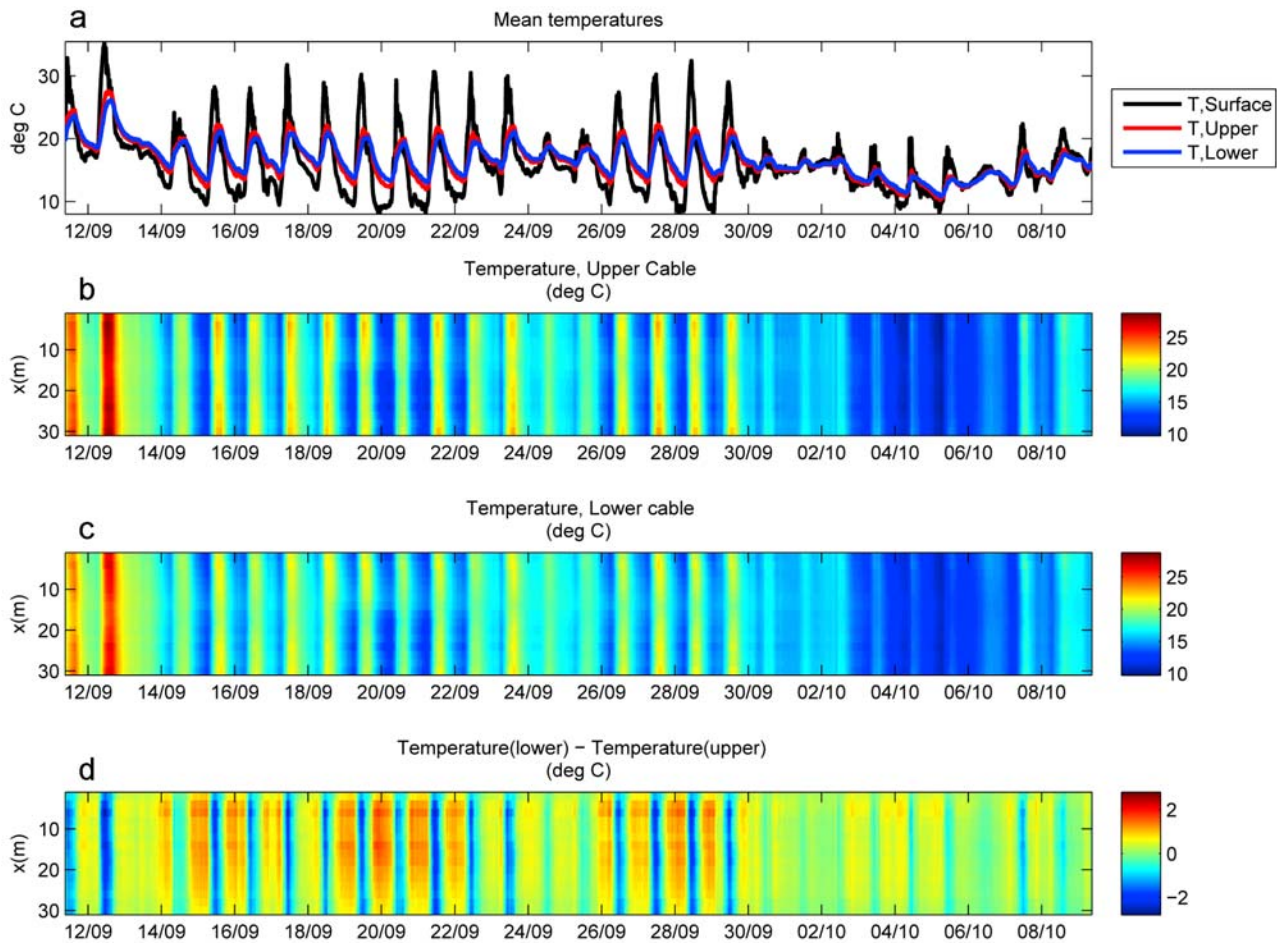 a
Mean temperatures
deg C
30
20
10
12/09 14/09 16/09 18/09 20/09 22/09 24/09 26/09 28/09 30/09 02/10 04/10 06/10 08/10
T,Surface
T,Upper
T,Lower
b
Temperature, Upper Cable
(deg C)
x(m)
10
20
30
12/09 14/09 16/09 18/09 20/09 22/09 24/09 26/09 28/09 30/09 02/10 04/10 06/10 08/10
25
20
15
10
c
Temperature, Lower cable
(deg C)
x(m)
10
20
30
12/09 14/09 16/09 18/09 20/09 22/09 24/09 26/09 28/09 30/09 02/10 04/10 06/10 08/10
25
20
15
10
d
Temperature(lower) − Temperature(upper)
(deg C)
x(m)
10
20
30
12/09 14/09 16/09 18/09 20/09 22/09 24/09 26/09 28/09 30/09 02/10 04/10 06/10 08/10
2
0
−2